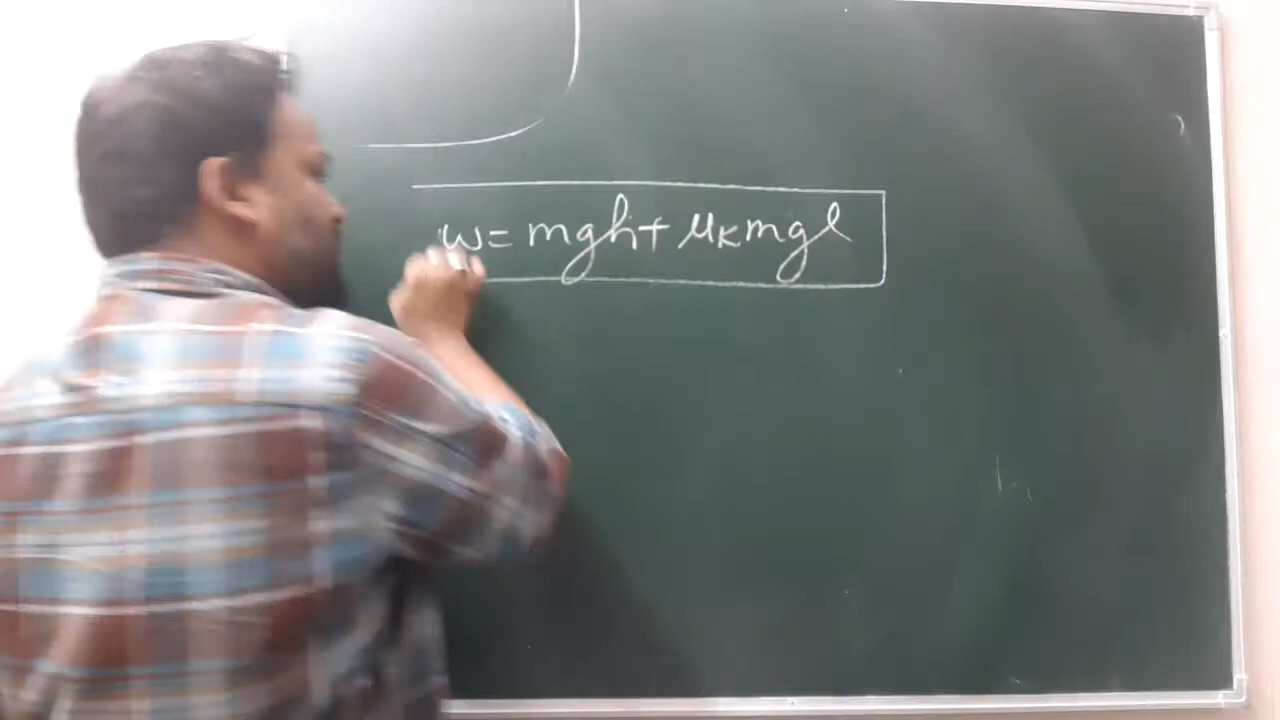 w = mgh + μₖmgl